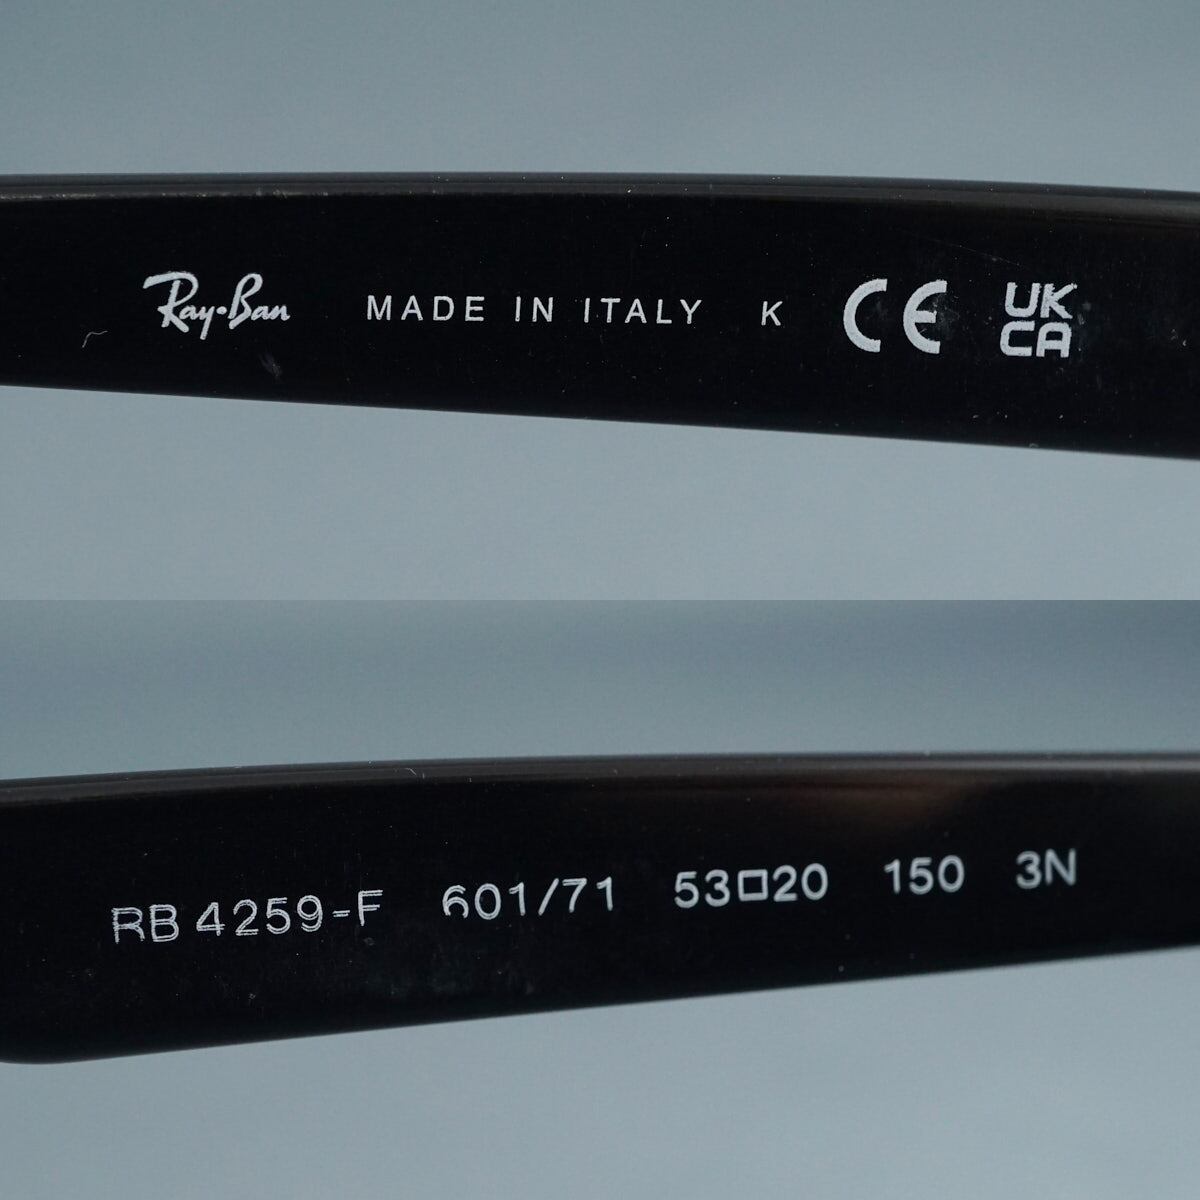 Ray-Ban MADE IN ITALY K CE UK
CA
RB 4259-F 601/71 53□20 150 3N